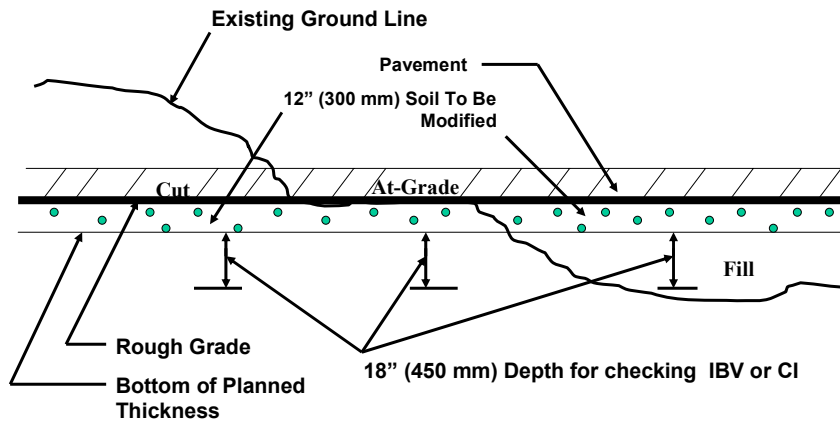 Existing Ground Line
Pavement
12” (300 mm) Soil To Be
Modified
Cut
At-Grade
Fill
Rough Grade
18” (450 mm) Depth for checking IBV or CI
Bottom of Planned
Thickness